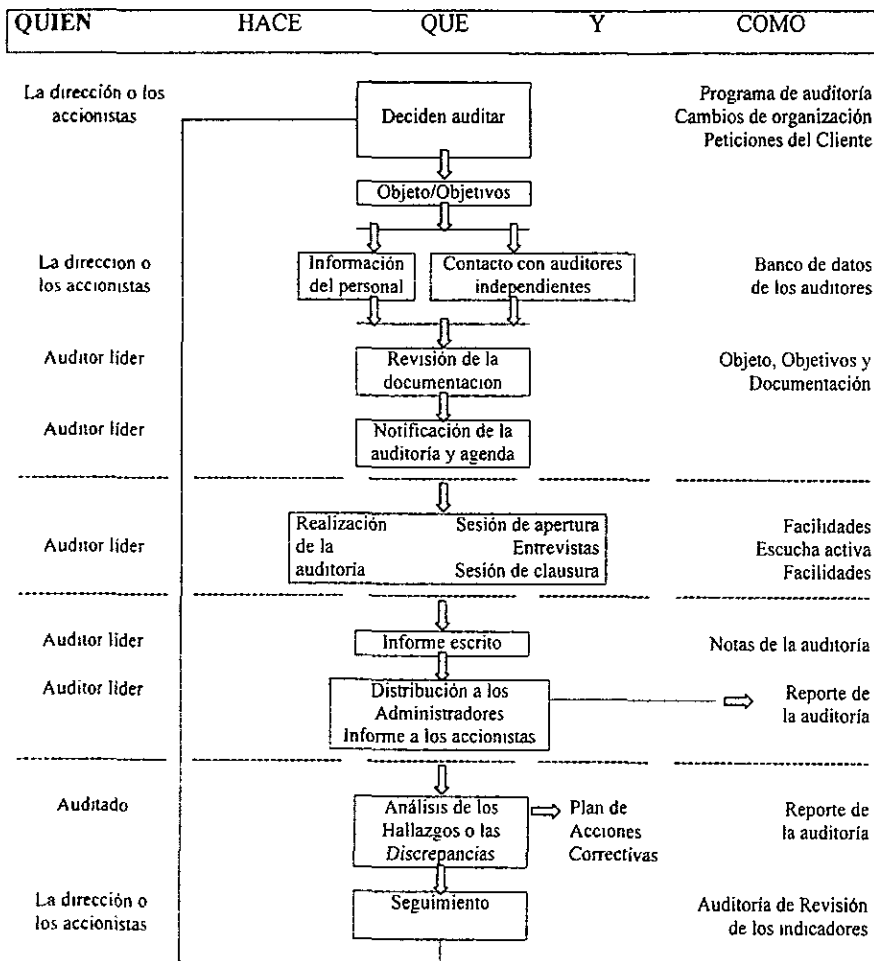 QUIEN HACE QUE Y COMO
La dirección o los
accionistas
Deciden auditar
Programa de auditoría
Cambios de organización
Peticiones del Cliente
Objeto/Objetivos
La direccion o
los accionistas
Información
del personal
Contacto con auditores
independientes
Banco de datos
de los auditores
Auditor líder
Revisión de la
documentacion
Objeto, Objetivos y
Documentación
Auditor líder
Notificación de la
auditoría y agenda
Auditor líder
Realización
de la
auditoría
Sesión de apertura
Entrevistas
Sesión de clausura
Facilidades
Escucha activa
Facilidades
Auditor líder
Informe escrito
Notas de la auditoría
Auditor líder
Distribución a los
Administradores
Informe a los accionistas
Reporte de
la auditoría
Auditado
Análisis de los
Hallazgos o las
Discrepancias
Plan de
Acciones
Correctivas
Reporte de
la auditoría
La dirección o
los accionistas
Seguimiento
Auditoría de Revisión
de los indicadores